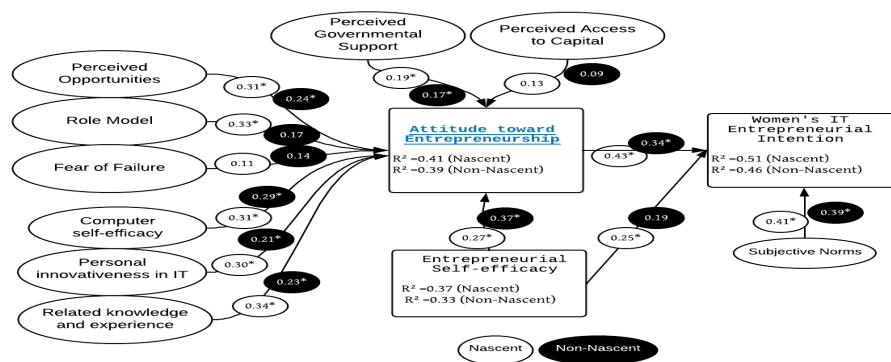 Perceived
Governmental
Support
Perceived Access
to Capital
Perceived
Opportunities
0.19*
0.17*
0.13
0.09
0.31*
0.24*
Role Model
0.33*
0.17
Fear of Failure
0.11
0.14
Attitude toward
Entrepreneurship
R² =0.41 (Nascent)
R² =0.39 (Non-Nascent)
0.43*
0.34*
Women's IT
Entrepreneurial
Intention
R² =0.51 (Nascent)
R² =0.46 (Non-Nascent)
Computer
self-efficacy
0.31*
0.29*
Personal
innovativeness in IT
0.30*
0.21*
Related knowledge
and experience
0.34*
0.23*
0.27*
0.37*
0.25*
0.19
0.41*
0.39*
Entrepreneurial
Self-efficacy
R² =0.37 (Nascent)
R² =0.33 (Non-Nascent)
Subjective Norms
Nascent
Non-Nascent